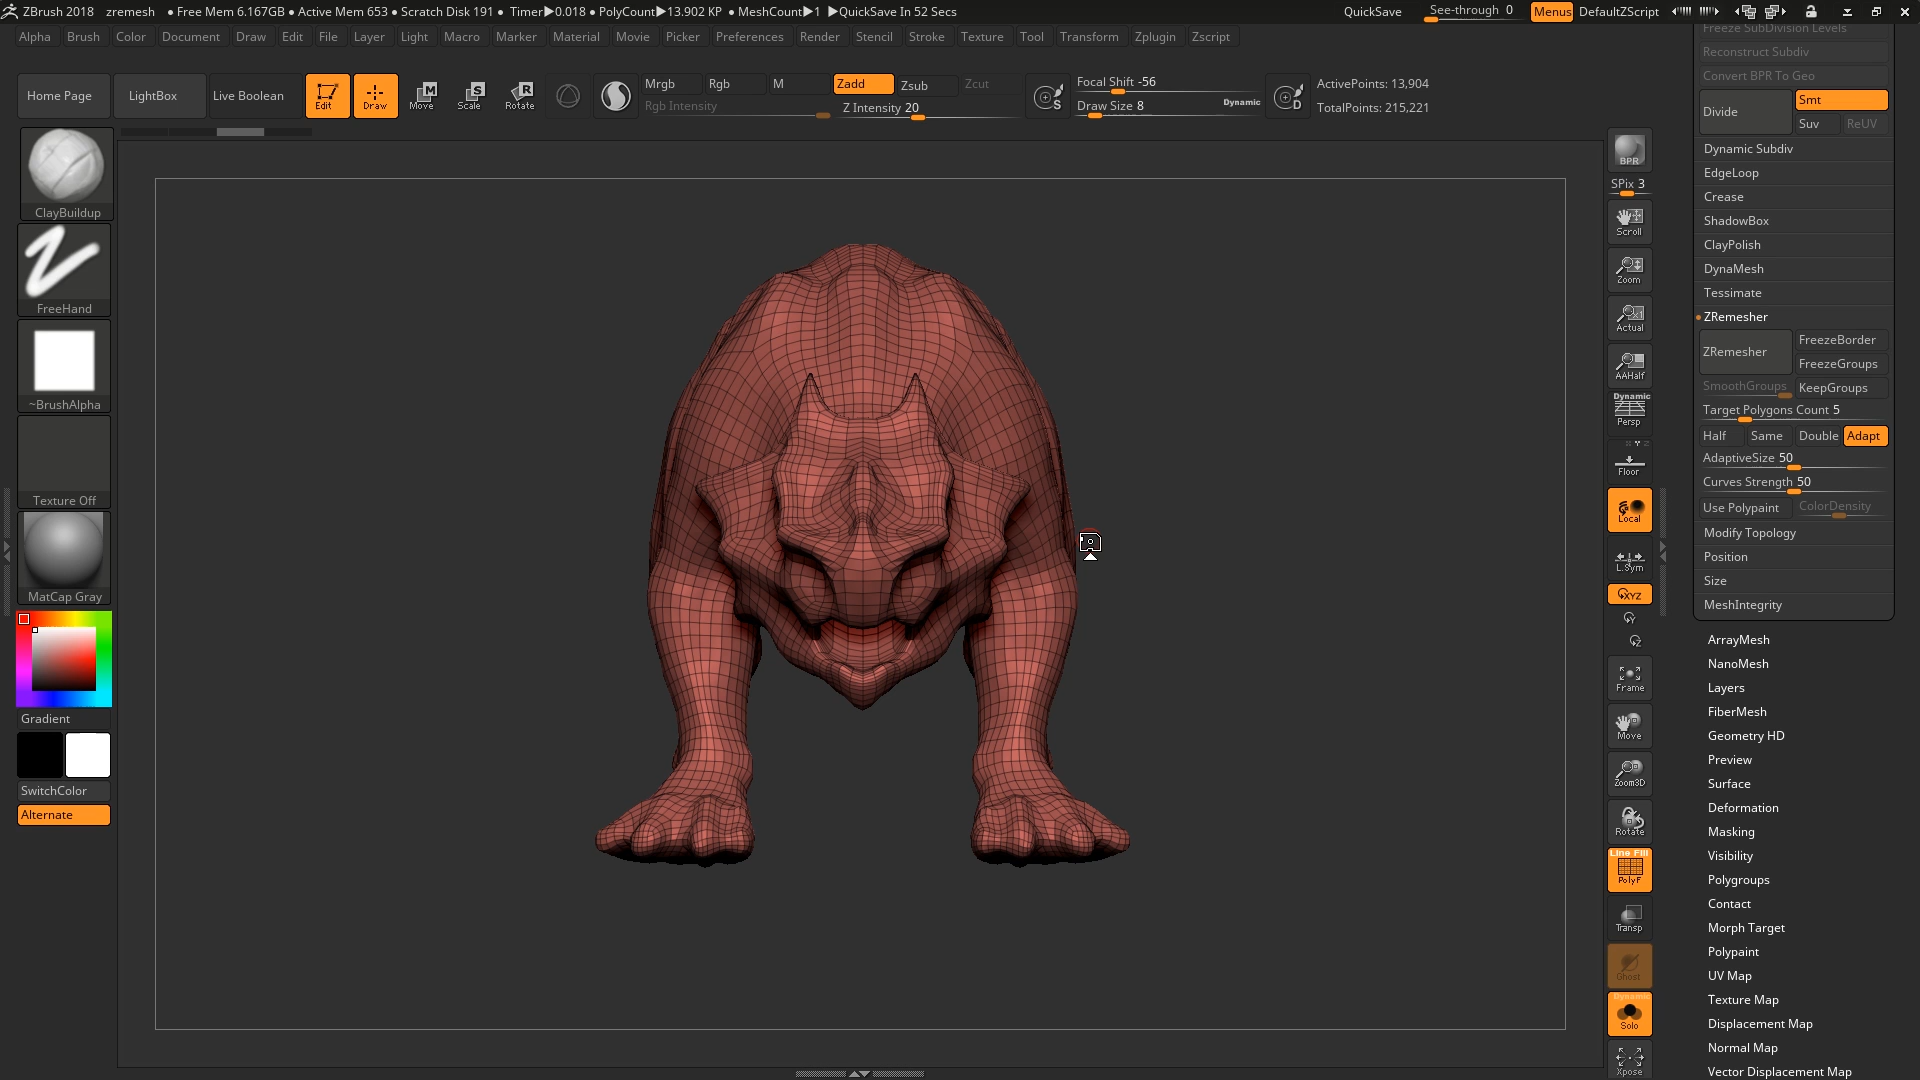 ZBrush 2018 zremesh • Free Mem 6.167GB • Active Mem 653 • Scratch Disk 191 • Timer▶0.018 • PolyCount▶13.902 KP • MeshCount▶1 ▶QuickSave In 52 Secs QuickSave See-through 0 Menus DefaultZScript
Alpha Brush Color Document Draw Edit File Layer Light Macro Marker Material Movie Picker Preferences Render Stencil Stroke Texture Tool Transform Zplugin Zscript
Home Page LightBox Live Boolean Edit Draw Move Scale Rotate
Mrgb Rgb M Zadd Zsub Zcut
Rgb Intensity Z Intensity 20
Focal Shift -56
Draw Size 8 Dynamic
ActivePoints: 13,904
TotalPoints: 215,221
ClayBuildup
FreeHand
~BrushAlpha
Texture Off
MatCap Gray
Gradient
SwitchColor
Alternate
BPR
SPix 3
Scroll
Zoom
Actual
AAHalf
Dynamic
Persp
Floor
Local
L.Sym
XYZ
Y
Z
Frame
Move
Zoom3D
Rotate
Line Fill
PolyF
Transp
Ghost
Dynamic
Solo
Xpose
Freeze SubDivision Levels
Reconstruct Subdiv
Convert BPR To Geo
Divide Smt
Suv ReUV
Dynamic Subdiv
EdgeLoop
Crease
ShadowBox
ClayPolish
DynaMesh
Tessimate
ZRemesher
ZRemesher FreezeBorder
FreezeGroups
SmoothGroups KeepGroups
Target Polygons Count 5
Half Same Double Adapt
AdaptiveSize 50
Curves Strength 50
Use Polypaint ColorDensity
Modify Topology
Position
Size
MeshIntegrity
ArrayMesh
NanoMesh
Layers
FiberMesh
Geometry HD
Preview
Surface
Deformation
Masking
Visibility
Polygroups
Contact
Morph Target
Polypaint
UV Map
Texture Map
Displacement Map
Normal Map
Vector Displacement Map